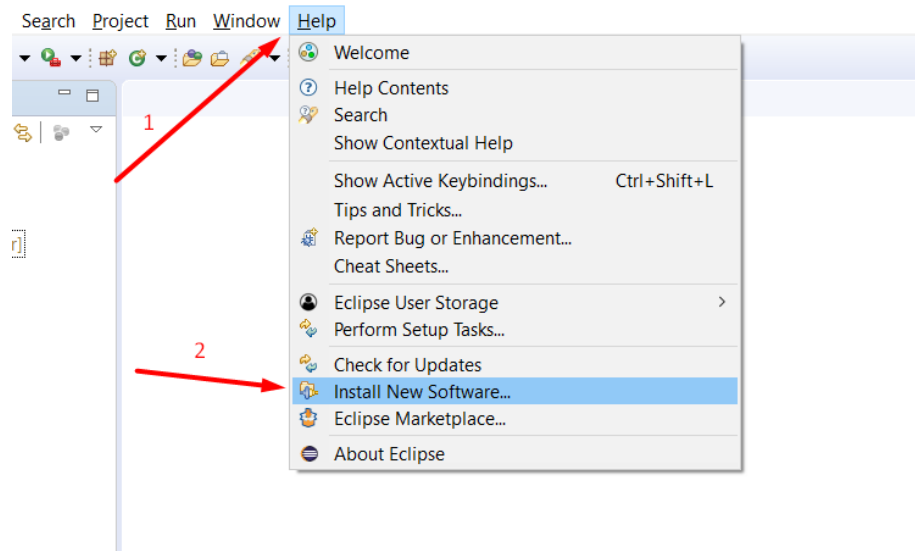 Search Project Run Window Help
Welcome
Help Contents
1
Search
Show Contextual Help
Show Active Keybindings... Ctrl+Shift+L
Tips and Tricks...
r]
Report Bug or Enhancement...
Cheat Sheets...
Eclipse User Storage
Perform Setup Tasks...
2
Check for Updates
Install New Software...
Eclipse Marketplace...
About Eclipse